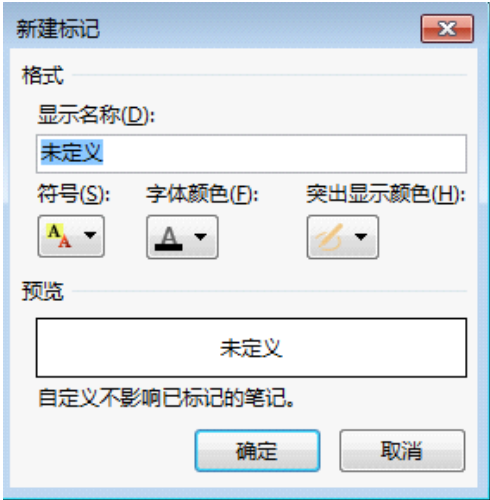 新建标记
格式
显示名称(D):
未定义
符号(S): 字体颜色(F): 突出显示颜色(H):
预览
未定义
自定义不影响已标记的笔记。
确定 取消